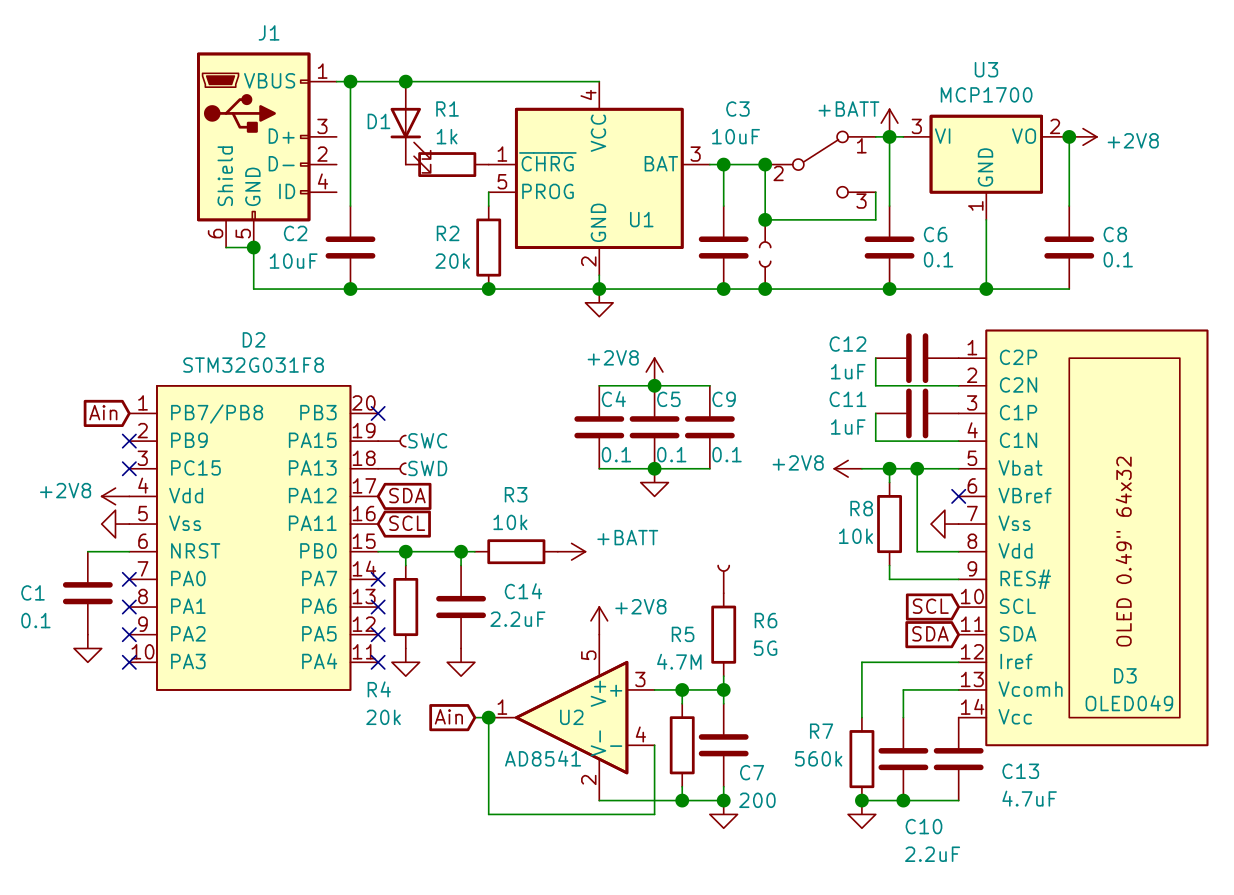 J1
VBUS 1
D+ 3
D- 2
ID 4
Shield
GND
6
5
C2
10uF
D1
R1
1k
R2
20k
4
VCC
1 CHRG
5 PROG
BAT 3
GND
U1
2
C3
10uF
+BATT
2
1
3
U3
MCP1700
3 VI
VO 2
GND
1
+2V8
C6
0.1
C8
0.1
D2
STM32G031F8
Ain 1 PB7/PB8
2 PB9
3 PC15
+2V8 4 Vdd
5 Vss
6 NRST
7 PA0
8 PA1
9 PA2
10 PA3
PB3 20
PA15 19 SWC
PA13 18 SWD
PA12 17 SDA
PA11 16 SCL
PB0 15
PA7 14
PA6 13
PA5 12
PA4 11
C1
0.1
R3
10k
+BATT
C14
2.2uF
R4
20k
+2V8
C4 C5 C9
0.1 0.1 0.1
+2V8
5
V+
+ 3
Ain 1
U2
AD8541
V-
- 4
2
R5
4.7M
R6
5G
C7
200
C12
1uF
C11
1uF
+2V8
R8
10k
1 C2P
2 C2N
3 C1P
4 C1N
5 Vbat
6 VBref
7 Vss
8 Vdd
9 RES#
SCL 10 SCL
SDA 11 SDA
12 Iref
13 Vcomh
14 Vcc
OLED 0.49" 64x32
D3
OLED049
R7
560k
C13
4.7uF
C10
2.2uF